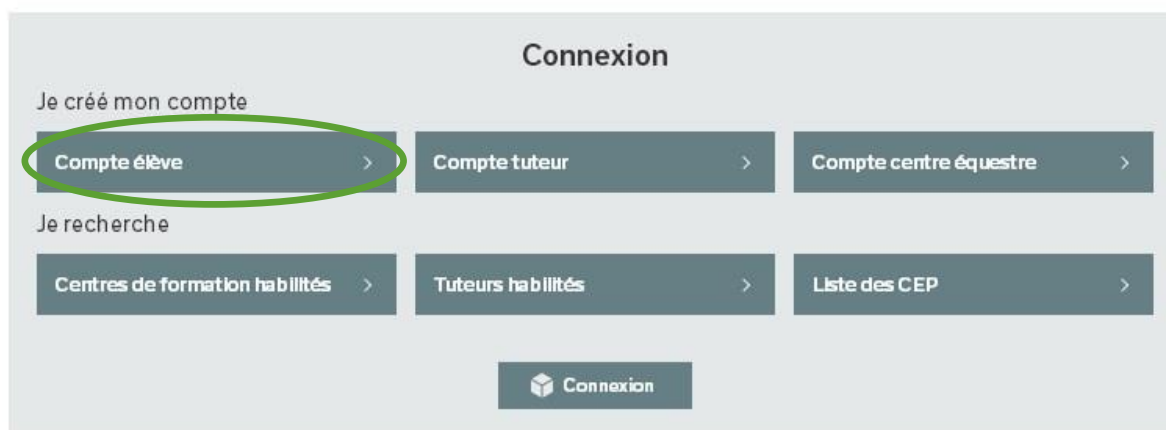 Connexion
Je créé mon compte
Compte élève
Compte tuteur
Compte centre équestre
Je recherche
Centres de formation habilités
Tuteurs habilités
Liste des CEP
Connexion